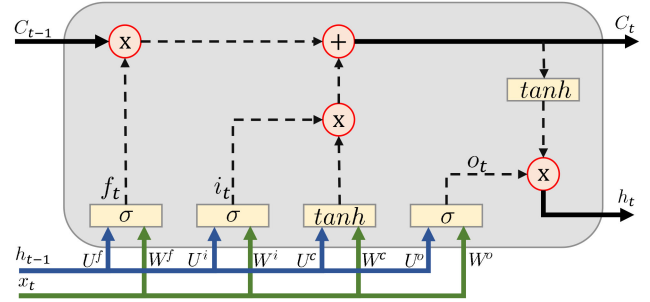 C_{t-1} x + C_t
tanh
x
f_t i_t o_t x
h_t
σ σ tanh σ
h_{t-1} U^f W^f U^i W^i U^c W^c U^o W^o
x_t